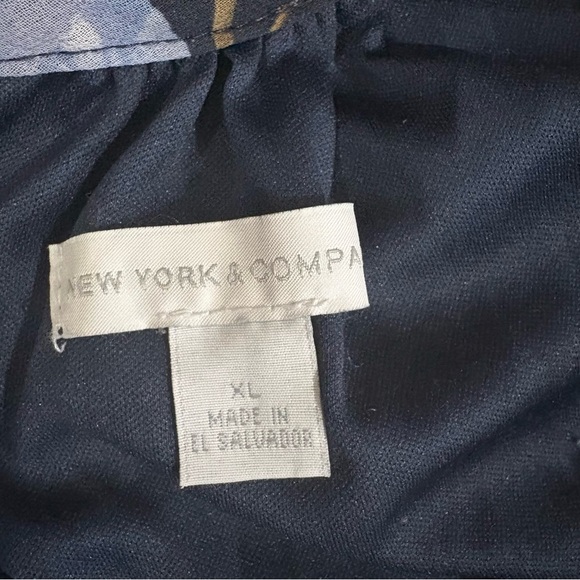 NEW YORK & COMPA
XL
MADE IN
EL SALVADOR